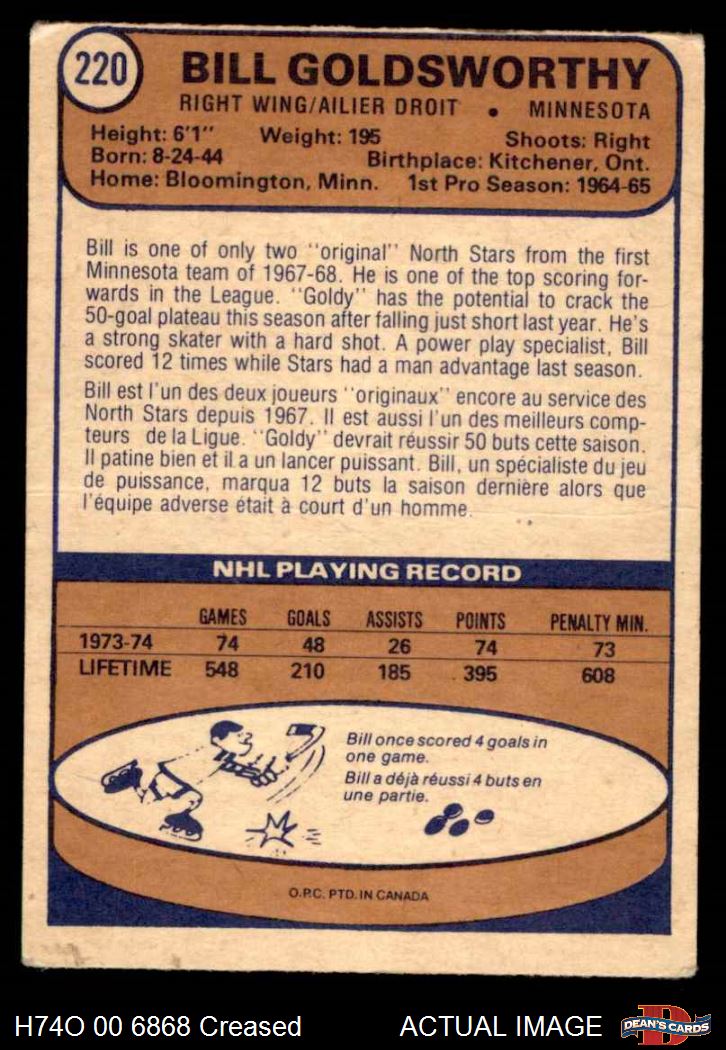 220
BILL GOLDSWORTHY
RIGHT WING/AILIER DROIT • MINNESOTA
Height: 6'1" Weight: 195 Shoots: Right
Born: 8-24-44 Birthplace: Kitchener, Ont.
Home: Bloomington, Minn. 1st Pro Season: 1964-65
Bill is one of only two "original" North Stars from the first
Minnesota team of 1967-68. He is one of the top scoring for-
wards in the League. "Goldy" has the potential to crack the
50-goal plateau this season after falling just short last year. He's
a strong skater with a hard shot. A power play specialist, Bill
scored 12 times while Stars had a man advantage last season.
Bill est l'un des deux joueurs "originaux" encore au service des
North Stars depuis 1967. Il est aussi l'un des meilleurs comp-
teurs de la Ligue. "Goldy" devrait réussir 50 buts cette saison.
Il patine bien et il a un lancer puissant. Bill, un spécialiste du jeu
de puissance, marqua 12 buts la saison dernière alors que
l'équipe adverse était à court d'un homme.
NHL PLAYING RECORD
GAMES GOALS ASSISTS POINTS PENALTY MIN.
1973-74 74 48 26 74 73
LIFETIME 548 210 185 395 608
Bill once scored 4 goals in
one game.
Bill a déjà réussi 4 buts en
une partie.
O.P.C. PTD. IN CANADA
H74O 00 6868 Creased ACTUAL IMAGE
DEAN'S CARDS